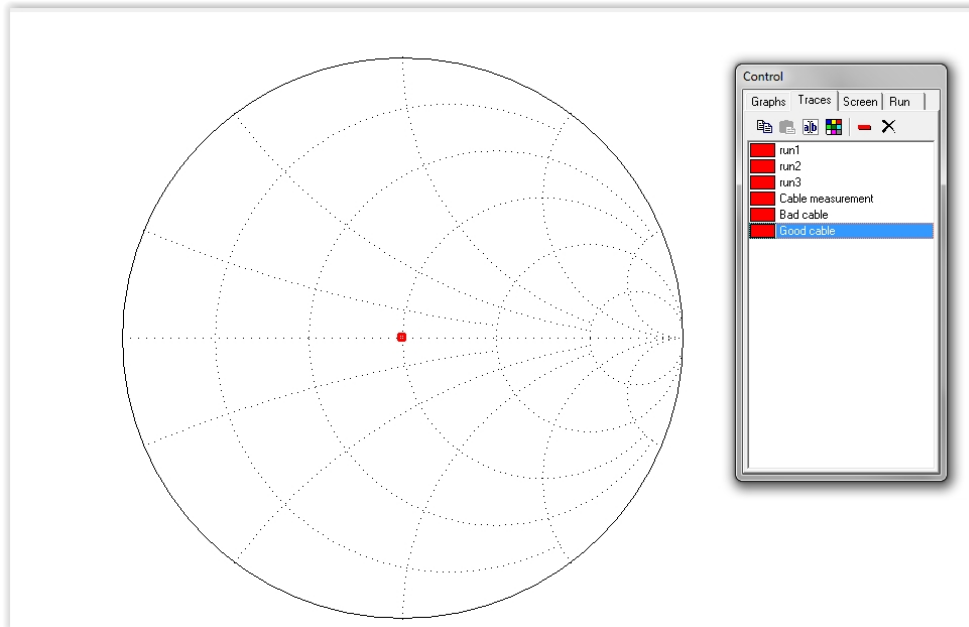 Control
Graphs Traces Screen Run
a|b
run1
run2
run3
Cable measurement
Bad cable
Good cable